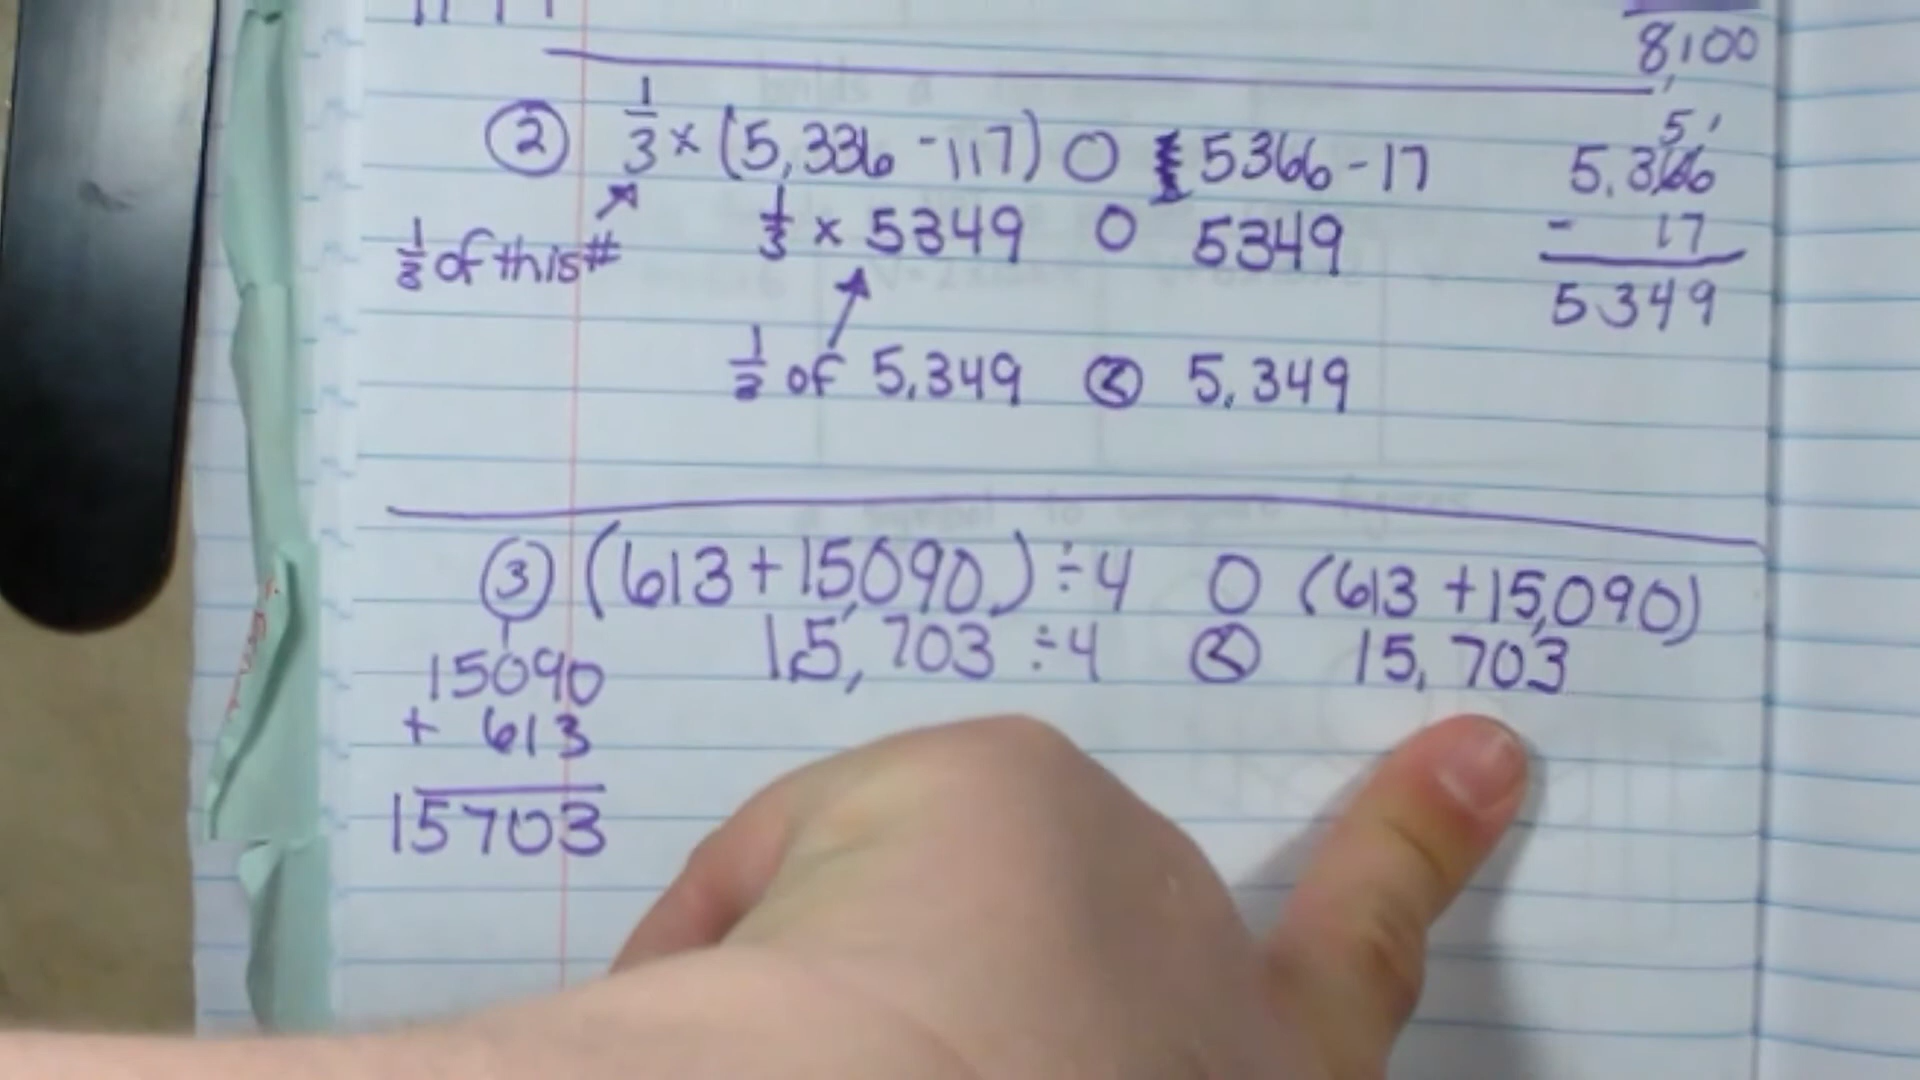 8,100
② 1/3 × (5,336 - 117) ○ 5366 - 17
1/3 of this #
1/3 × 5349 ○ 5349
1/3 of 5,349 < 5,349
5 1
5,366
- 17
5349
③ (613 + 15,090) ÷ 4 ○ (613 + 15,090)
15,703 ÷ 4 < 15,703
15090
+ 613
15703